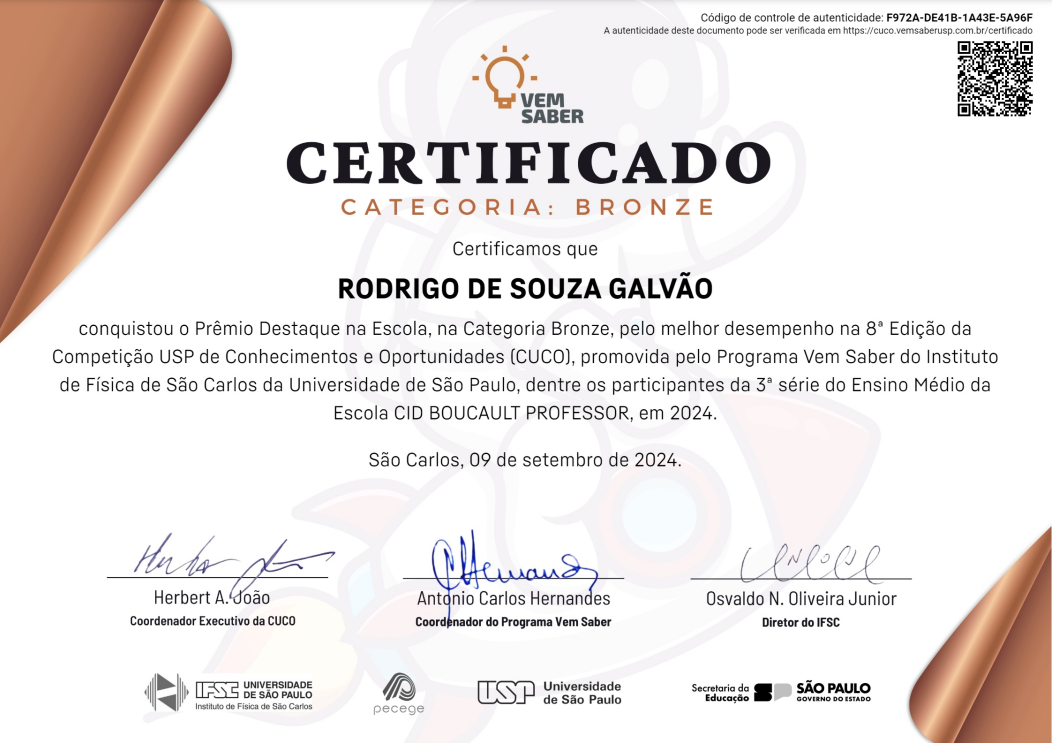 Código de controle de autenticidade: F972A-DE41B-1A43E-5A96F
A autenticidade deste documento pode ser verificada em https://cuco.vemsaberusp.com.br/certificado
VEM
SABER
CERTIFICADO
CATEGORIA: BRONZE
Certificamos que
RODRIGO DE SOUZA GALVÃO
conquistou o Prêmio Destaque na Escola, na Categoria Bronze, pelo melhor desempenho na 8ª Edição da
Competição USP de Conhecimentos e Oportunidades (CUCO), promovida pelo Programa Vem Saber do Instituto
de Física de São Carlos da Universidade de São Paulo, dentre os participantes da 3ª série do Ensino Médio da
Escola CID BOUCAULT PROFESSOR, em 2024.
São Carlos, 09 de setembro de 2024.
Herbert A. João
Coordenador Executivo da CUCO
Antônio Carlos Hernandes
Coordenador do Programa Vem Saber
Osvaldo N. Oliveira Junior
Diretor do IFSC
IFSC UNIVERSIDADE
DE SÃO PAULO
Instituto de Física de São Carlos
pecege
USP Universidade
de São Paulo
Secretaria da
Educação
SÃO PAULO
GOVERNO DO ESTADO